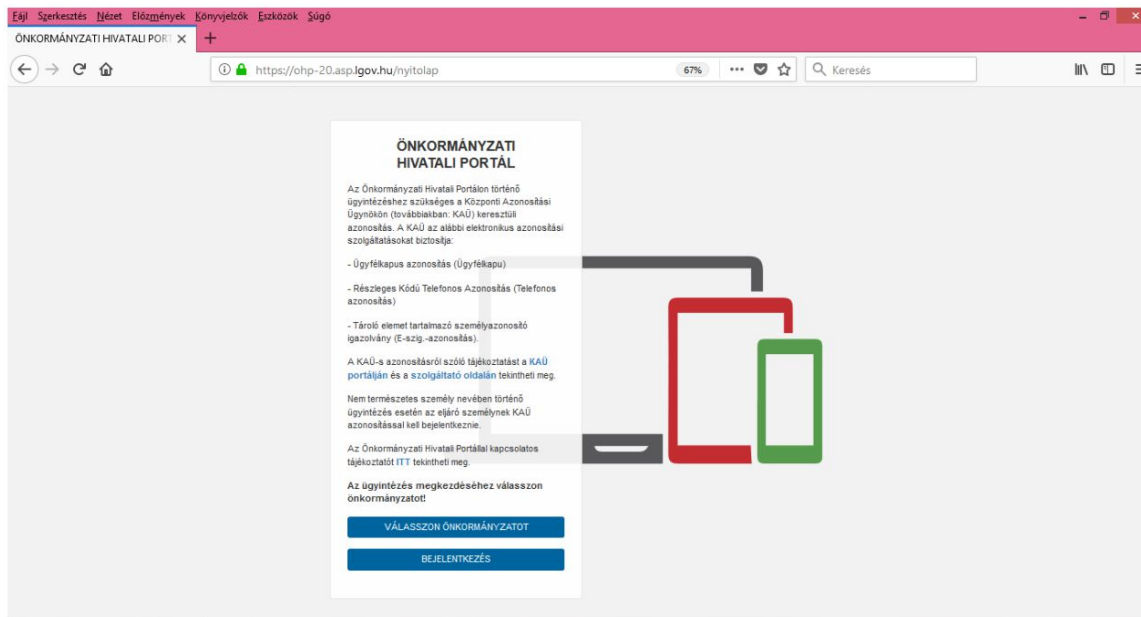 Fájl Szerkesztés Nézet Előzmények Könyvjelzők Eszközök Súgó
ÖNKORMÁNYZATI HIVATALI PORT
https://ohp-20.asp.lgov.hu/nyitolap
67%
Keresés
ÖNKORMÁNYZATI
HIVATALI PORTÁL
Az Önkormányzati Hivatali Portálon történő
ügyintézéshez szükséges a Központi Azonosítási
Ügynökön (továbbiakban: KAÜ) keresztüli
azonosítás. A KAÜ az alábbi elektronikus azonosítási
szolgáltatásokat biztosítja:
- Ügyfélkapus azonosítás (Ügyfélkapu)
- Részleges Kódú Telefonos Azonosítás (Telefonos
azonosítás)
- Tároló elemet tartalmazó személyazonosító
igazolvány (E-szig.-azonosítás).
A KAÜ-s azonosításról szóló tájékoztatást a KAÜ
portálján és a szolgáltató oldalán tekintheti meg.
Nem természetes személy nevében történő
ügyintézés esetén az eljáró személynek KAÜ
azonosítással kell bejelentkeznie.
Az Önkormányzati Hivatali Portállal kapcsolatos
tájékoztatót ITT tekintheti meg.
Az ügyintézés megkezdéséhez válasszon
önkormányzatot!
VÁLASSZON ÖNKORMÁNYZATOT
BEJELENTKEZÉS